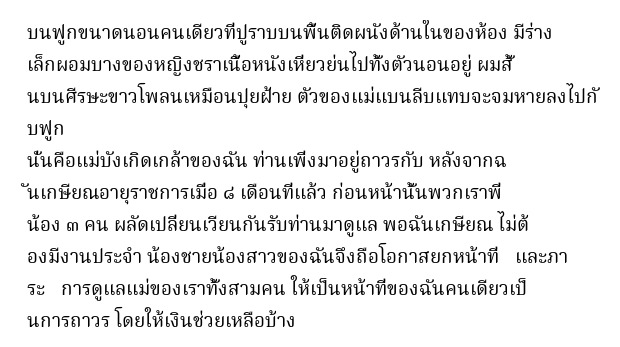 บนฟูกขนาดนอนคนเดียวที่ปูราบบนพื้นติดผนังด้านในของห้อง มีร่าง
เล็กผอมบางของหญิงชราเนื้อหนังเหี่ยวย่นไปทั้งตัวนอนอยู่ ผมสั้
นบนศีรษะขาวโพลนเหมือนปุยฝ้าย ตัวของแม่แบนลีบแทบจะจมหายลงไปกั
บฟูก
นั่นคือแม่บังเกิดเกล้าของฉัน ท่านเพิ่งมาอยู่ถาวรกับ หลังจากฉ
ันเกษียณอายุราชการเมื่อ ๘ เดือนที่แล้ว ก่อนหน้านั้นพวกเราพี่
น้อง ๓ คน ผลัดเปลี่ยนเวียนกันรับท่านมาดูแล พอฉันเกษียณ ไม่ต้
องมีงานประจำ น้องชายน้องสาวของฉันจึงถือโอกาสยกหน้าที่ และภา
ระ การดูแลแม่ของเราทั้งสามคน ให้เป็นหน้าที่ของฉันคนเดียวเป็
นการถาวร โดยให้เงินช่วยเหลือบ้าง